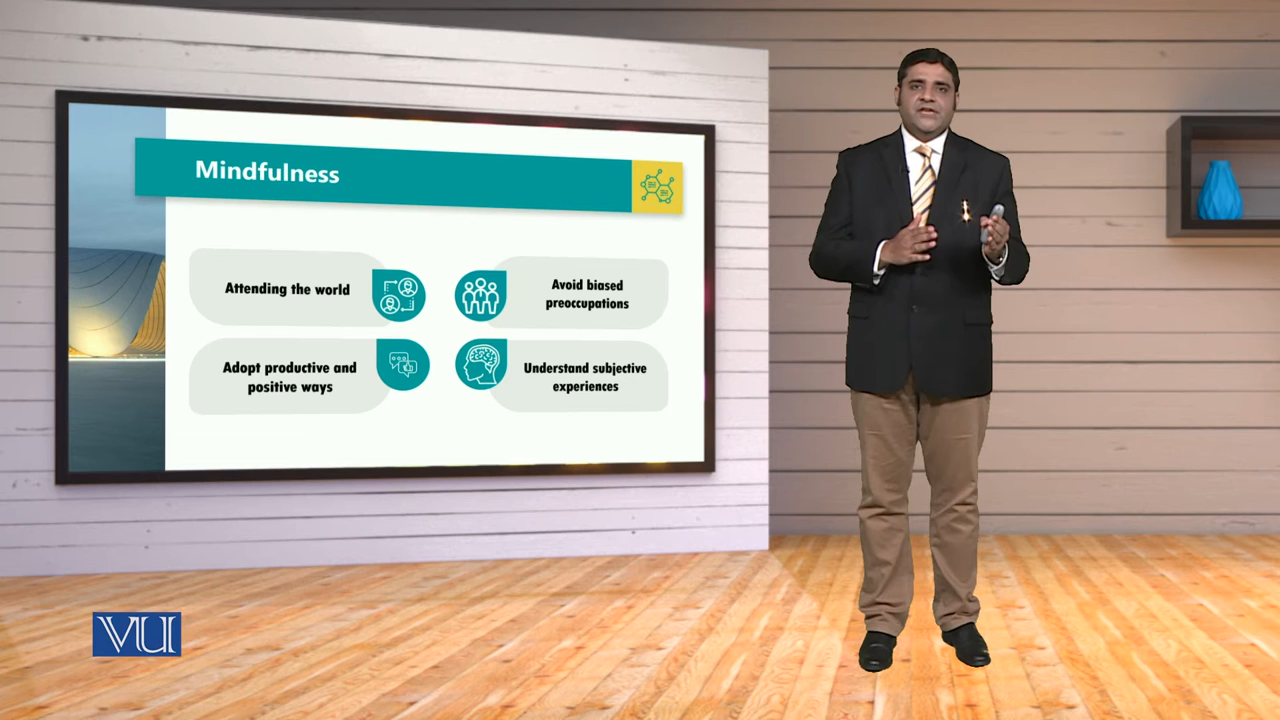 Mindfulness
Attending the world
Avoid biased
preoccupations
Adopt productive and
positive ways
Understand subjective
experiences
VU